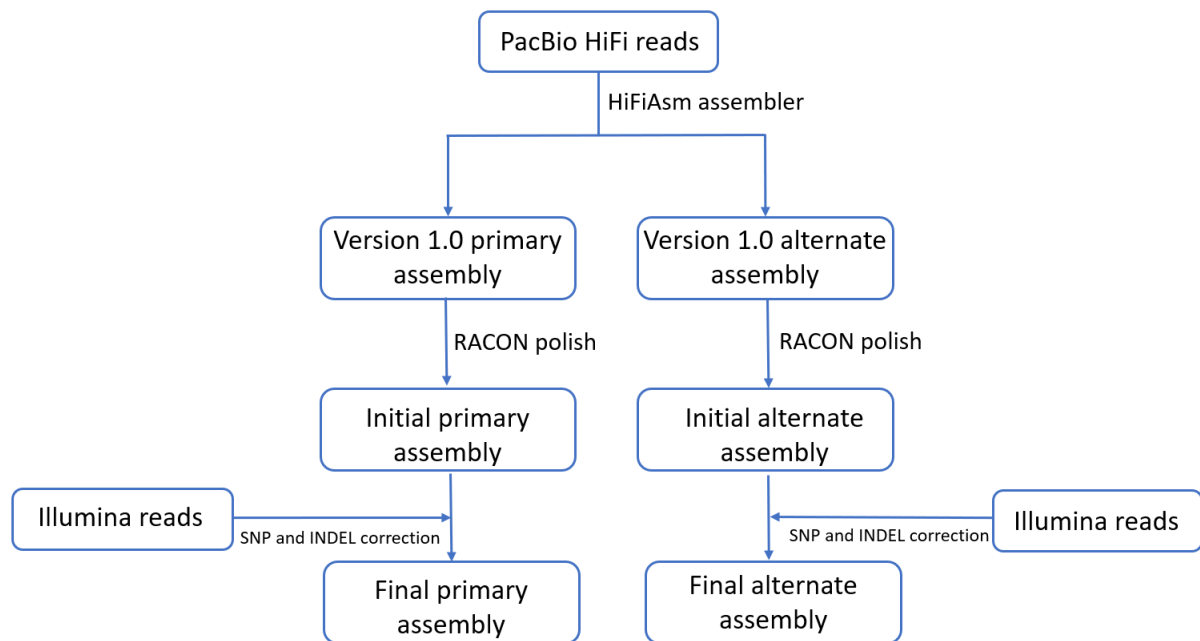 PacBio HiFi reads
HiFiAsm assembler
Version 1.0 primary
assembly
Version 1.0 alternate
assembly
RACON polish
RACON polish
Initial primary
assembly
Initial alternate
assembly
Illumina reads
SNP and INDEL correction
SNP and INDEL correction
Illumina reads
Final primary
assembly
Final alternate
assembly